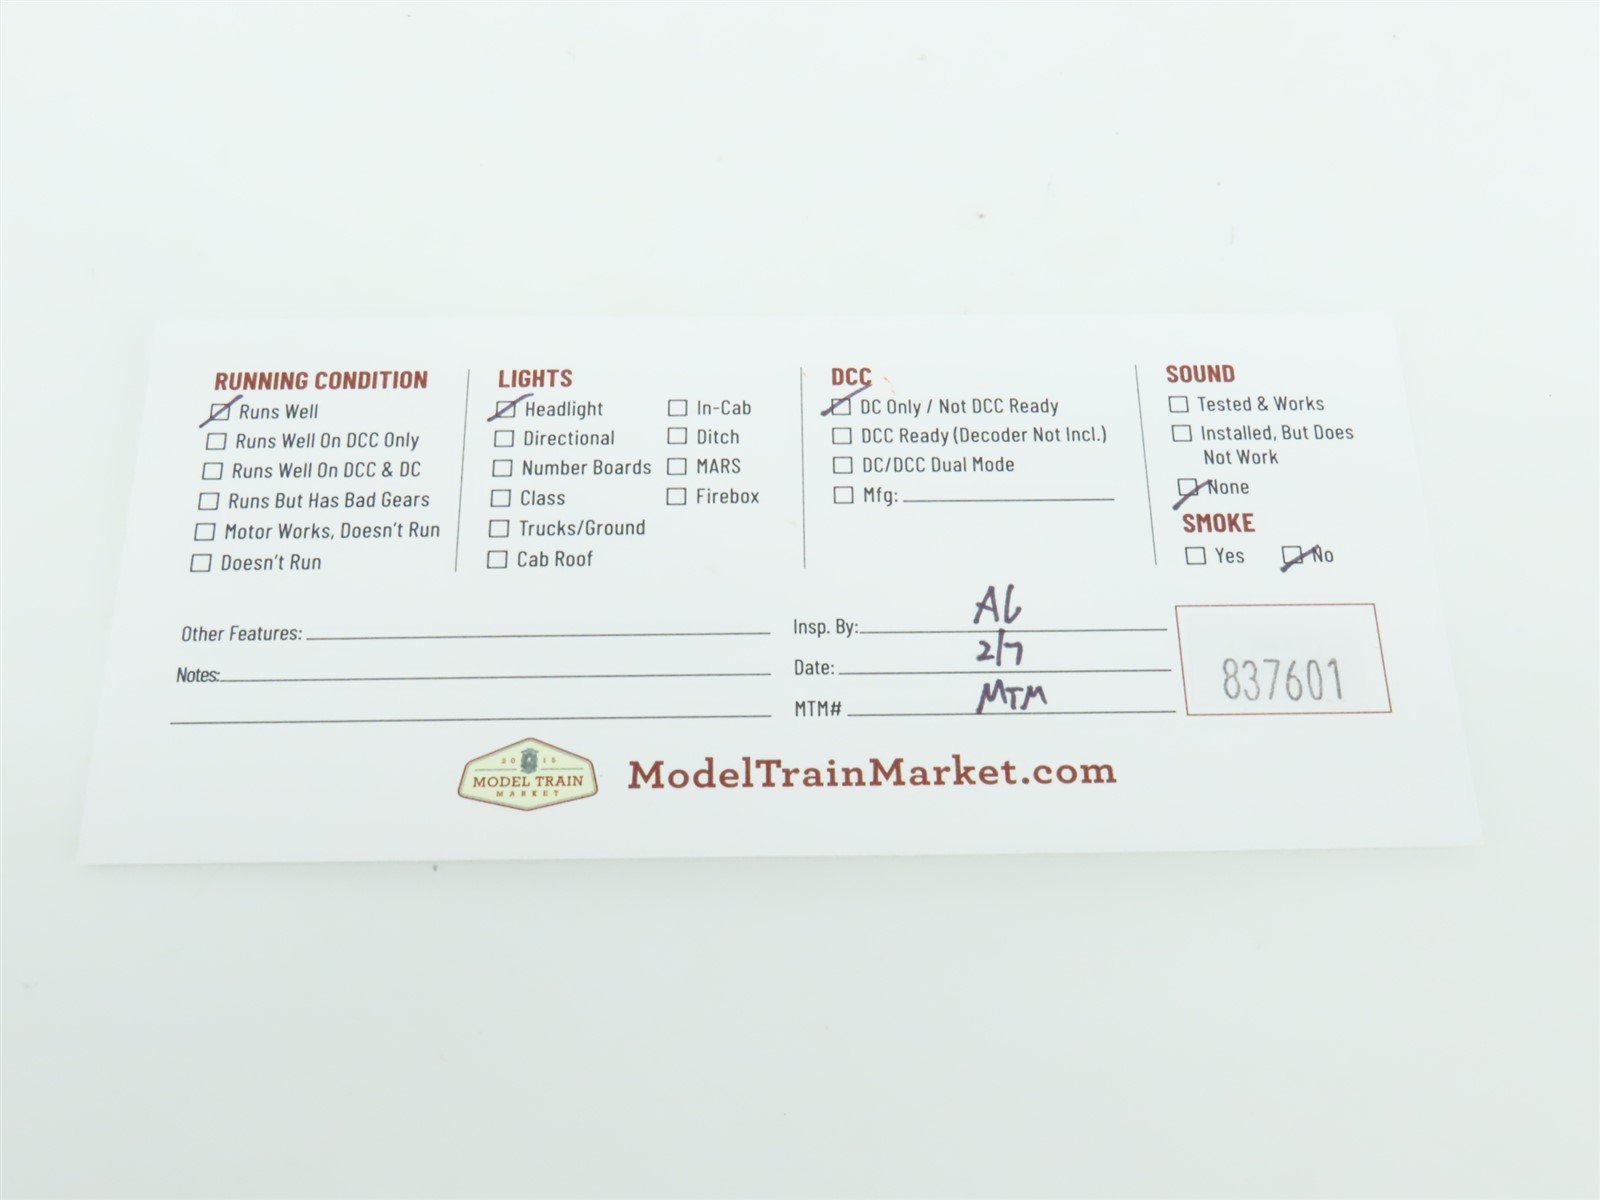 RUNNING CONDITION
Runs Well
Runs Well On DCC Only
Runs Well On DCC & DC
Runs But Has Bad Gears
Motor Works, Doesn't Run
Doesn't Run
LIGHTS
Headlight
Directional
Number Boards
Class
Trucks/Ground
Cab Roof
In-Cab
Ditch
MARS
Firebox
DCC
DC Only / Not DCC Ready
DCC Ready (Decoder Not Incl.)
DC/DCC Dual Mode
Mfg:
SOUND
Tested & Works
Installed, But Does
Not Work
None
SMOKE
Yes No
Other Features:
Notes:
Insp. By:
Date: 2/7
MTM# MTM
837601
2015
MODEL TRAIN
MARKET
ModelTrainMarket.com